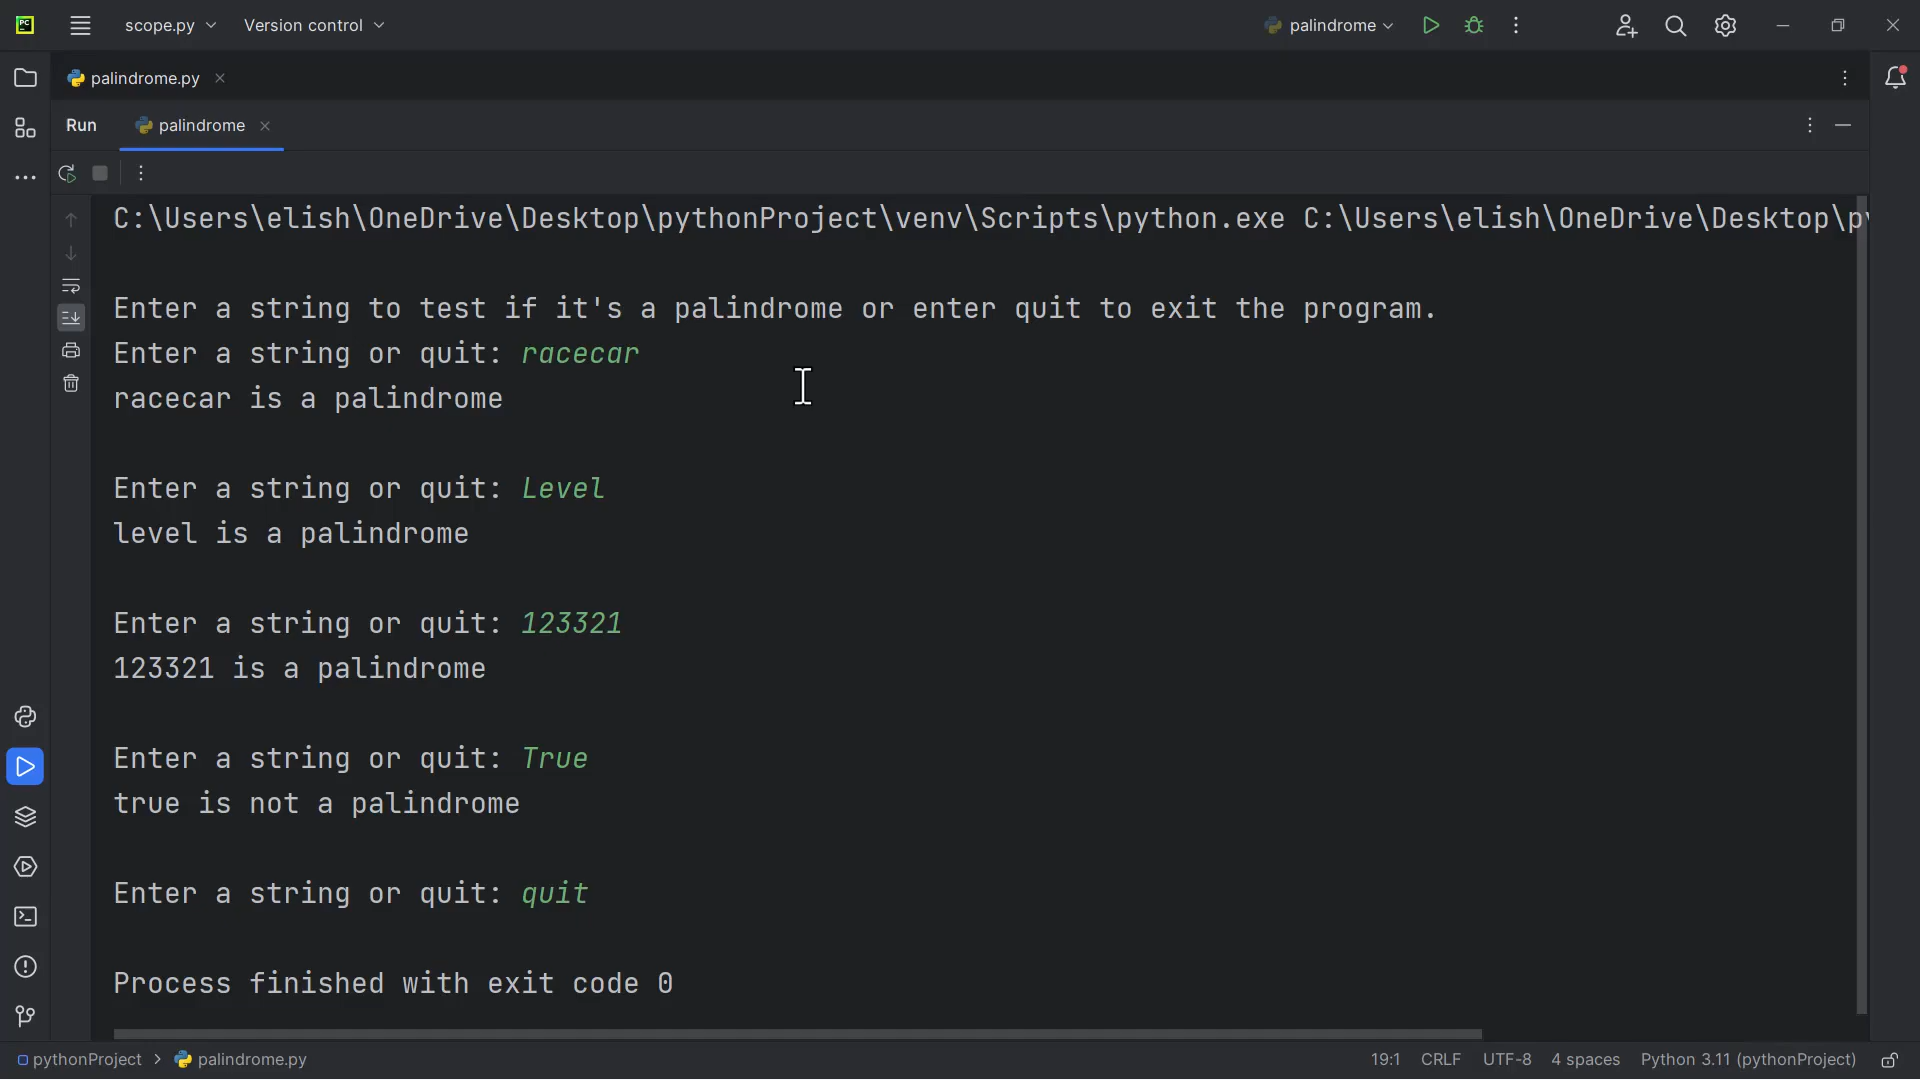 PC
scope.py
Version control
palindrome
palindrome.py
Run
palindrome
C:\Users\elish\OneDrive\Desktop\pythonProject\venv\Scripts\python.exe C:\Users\elish\OneDrive\Desktop\py
Enter a string to test if it's a palindrome or enter quit to exit the program.
Enter a string or quit: racecar
racecar is a palindrome
Enter a string or quit: Level
level is a palindrome
Enter a string or quit: 123321
123321 is a palindrome
Enter a string or quit: True
true is not a palindrome
Enter a string or quit: quit
Process finished with exit code 0
pythonProject > palindrome.py
19:1 CRLF UTF-8 4 spaces Python 3.11 (pythonProject)